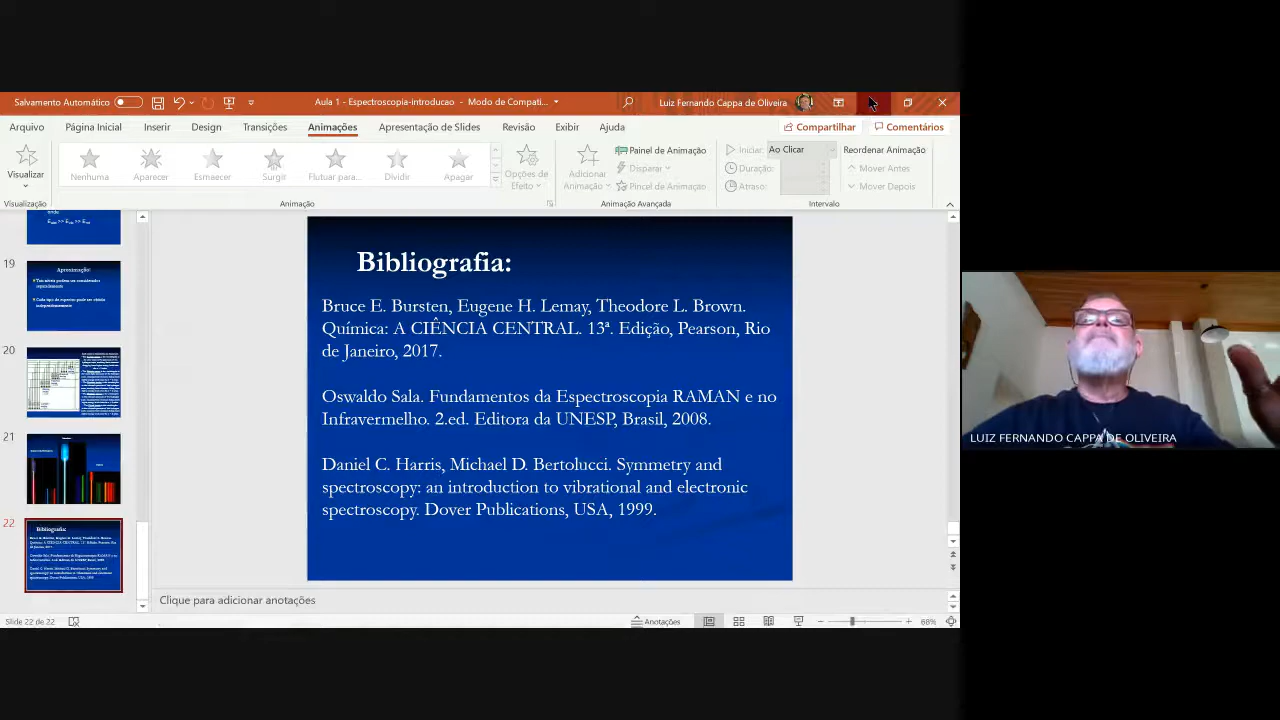 Salvamento Automático
Aula 1 - Espectroscopia-introducao - Modo de Compati...
Luiz Fernando Cappa de Oliveira
Arquivo Página Inicial Inserir Design Transições Animações Apresentação de Slides Revisão Exibir Ajuda
Compartilhar Comentários
Visualizar
Nenhuma Aparecer Esmaecer Surgir Flutuar para... Dividir Apagar
Opções de Efeito
Adicionar Animação
Painel de Animação
Disparar
Pincel de Animação
Iniciar: Ao Clicar
Duração:
Atraso:
Reordenar Animação
Mover Antes
Mover Depois
Visualização Animação Animação Avançada Intervalo
19
Aproximação:
20
21
22
Bibliografia:
Bibliografia:
Bruce E. Bursten, Eugene H. Lemay, Theodore L. Brown.
Química: A CIÊNCIA CENTRAL. 13ª. Edição, Pearson, Rio
de Janeiro, 2017.
Oswaldo Sala. Fundamentos da Espectroscopia RAMAN e no
Infravermelho. 2.ed. Editora da UNESP, Brasil, 2008.
Daniel C. Harris, Michael D. Bertolucci. Symmetry and
spectroscopy: an introduction to vibrational and electronic
spectroscopy. Dover Publications, USA, 1999.
Clique para adicionar anotações
Slide 22 de 22
Anotações
68%
LUIZ FERNANDO CAPPA DE OLIVEIRA